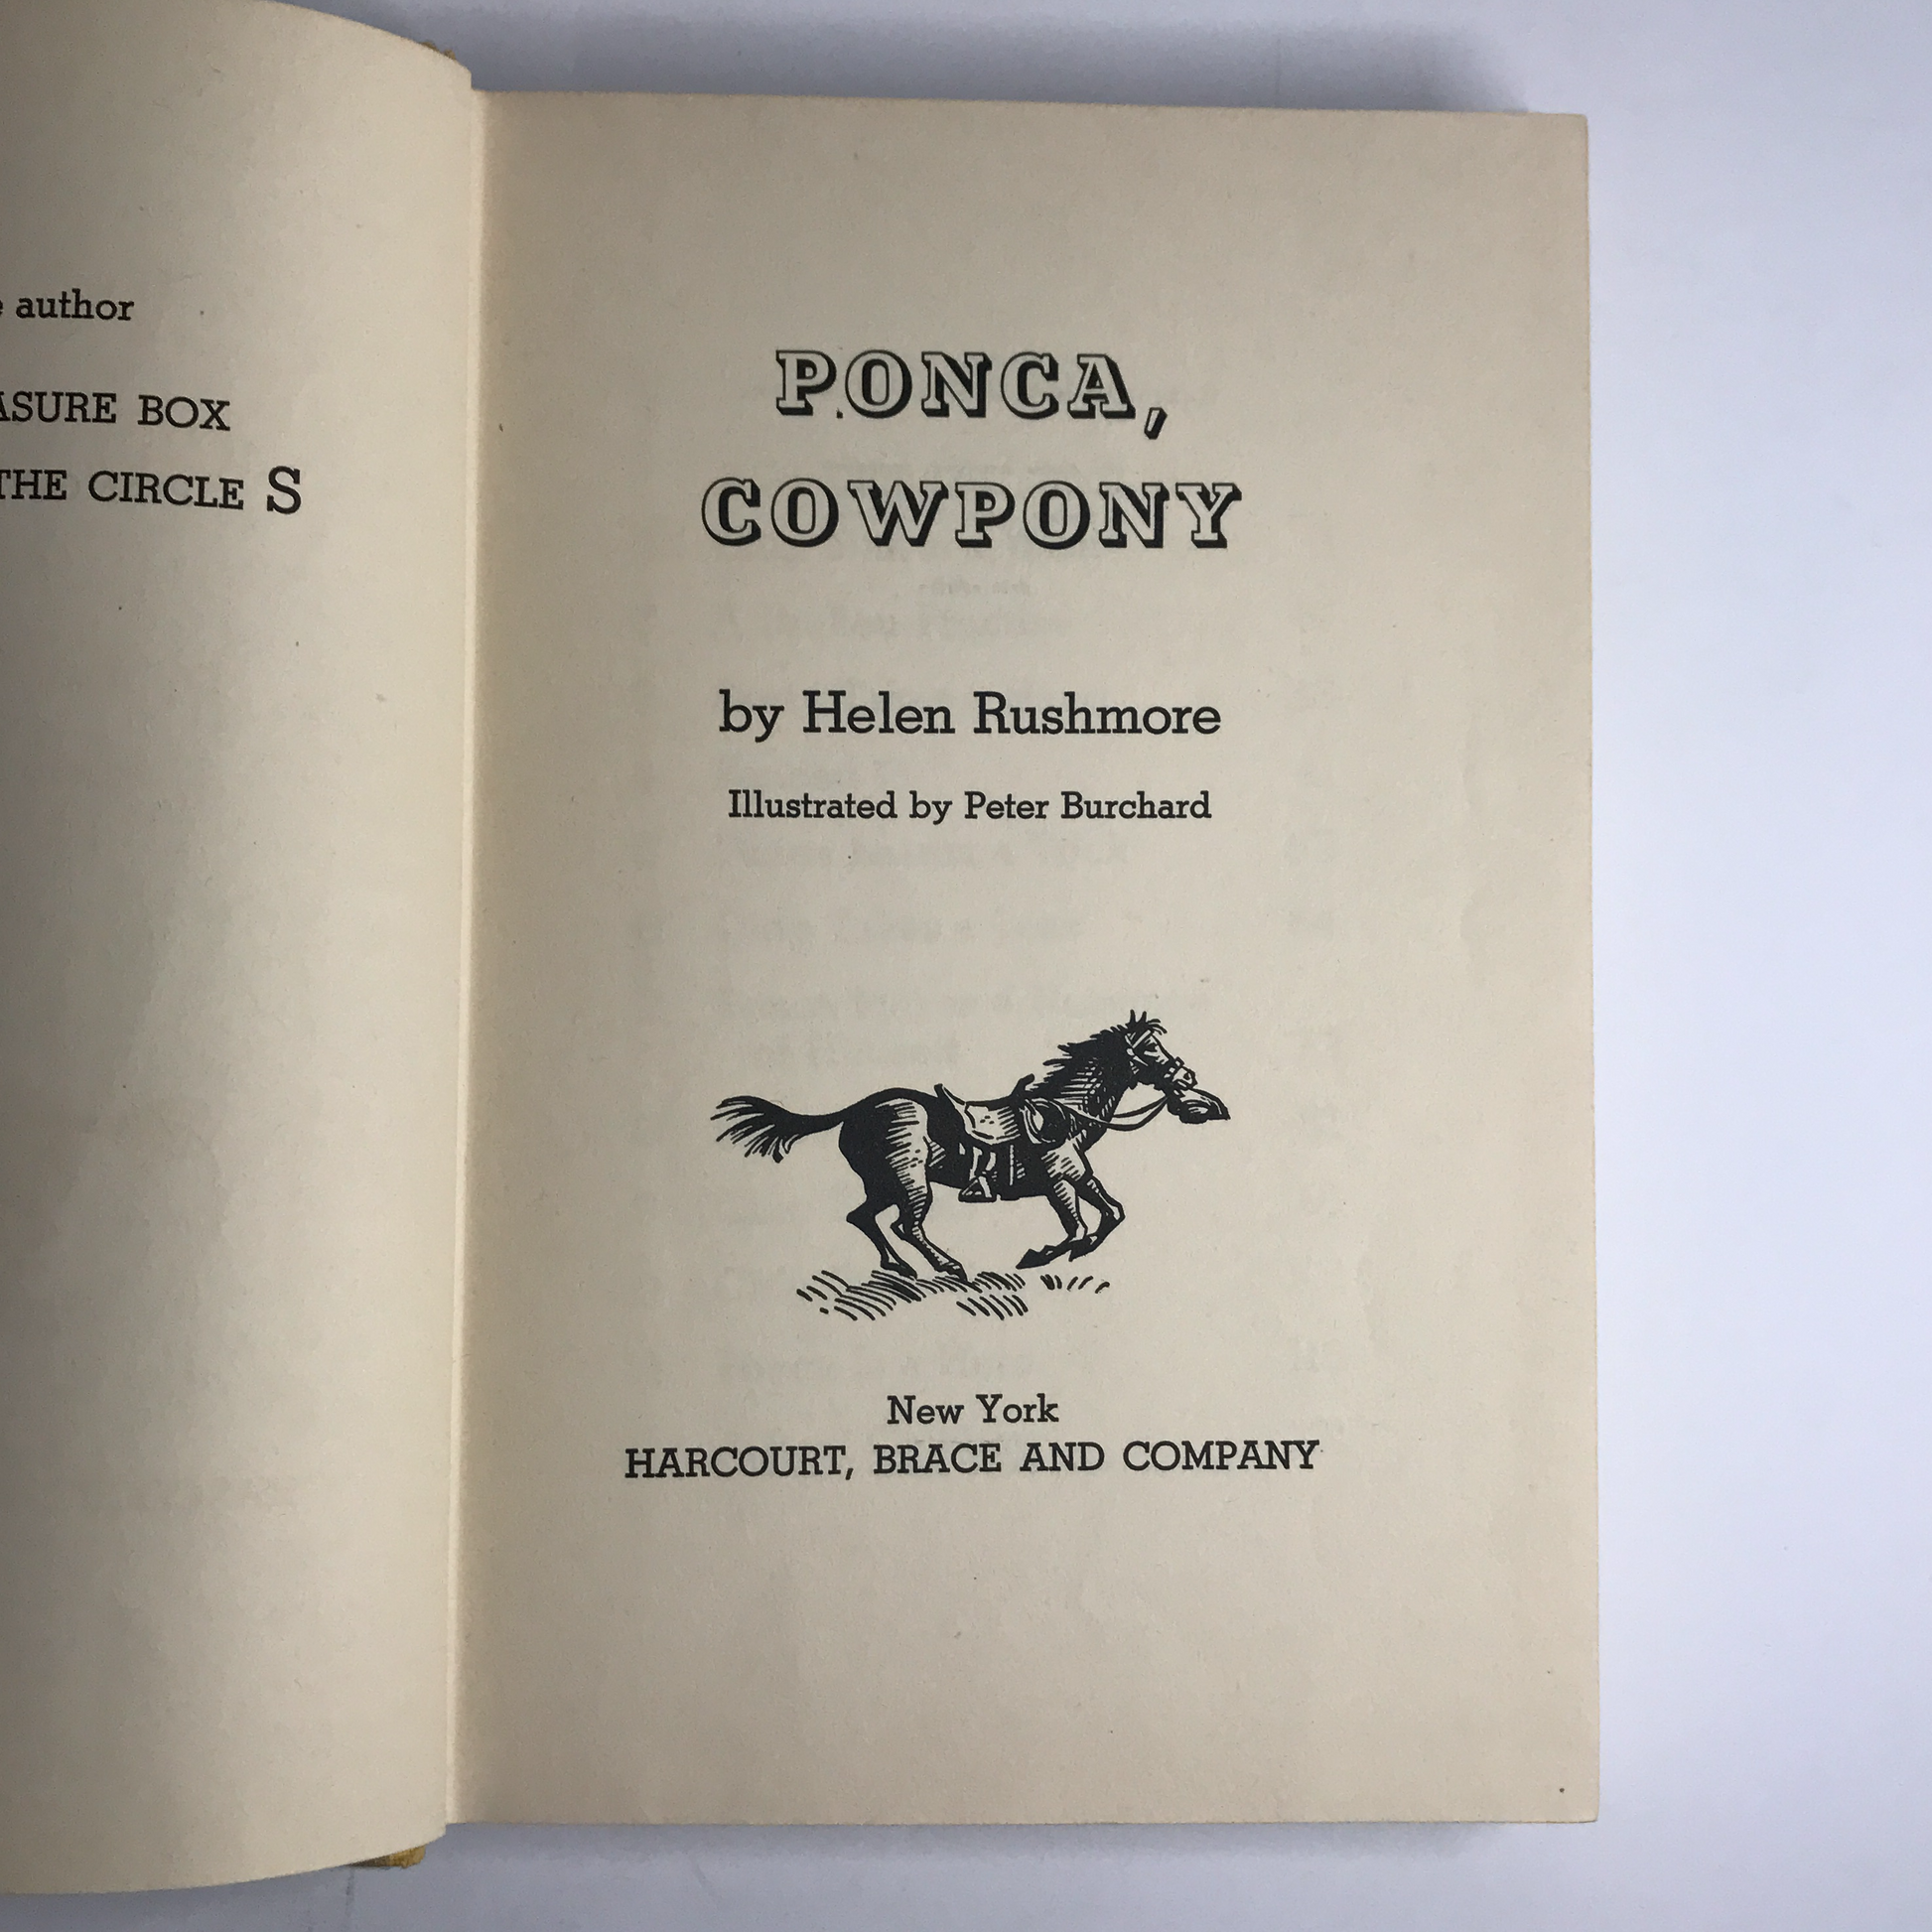 author
ASURE BOX
THE CIRCLE S
PONCA,
COWPONY
by Helen Rushmore
Illustrated by Peter Burchard
New York
HARCOURT, BRACE AND COMPANY